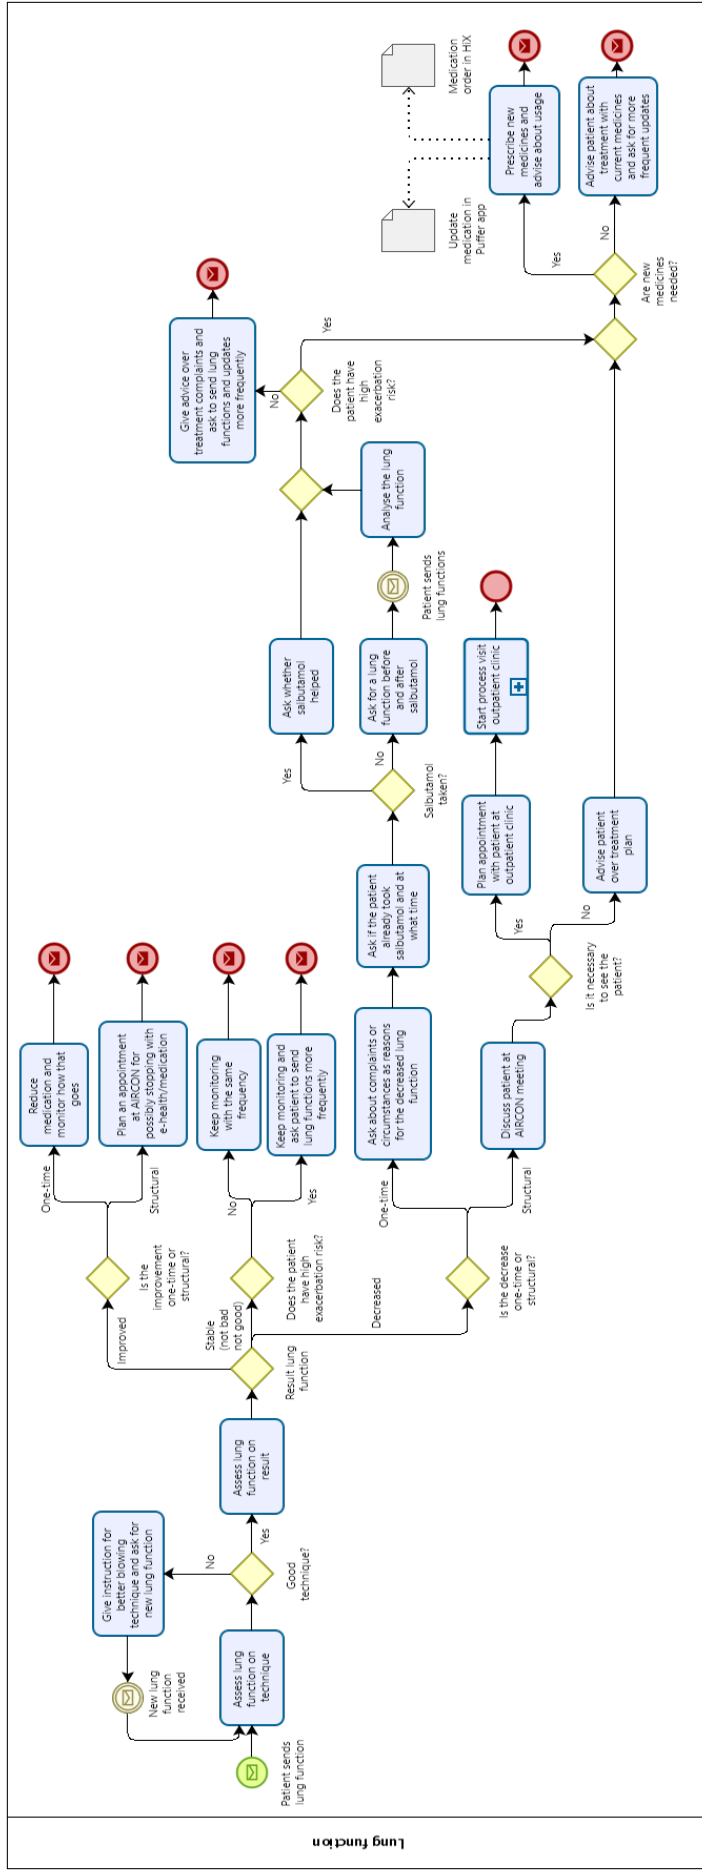 Lung function
Patient sends
lung function
Assess lung
function on
technique
New lung
function
received
Give instruction for
better blowing
technique and ask for
new lung function
Good
technique?
No
Yes
Assess lung
function on
result
Result lung
function
Improved
Stable
(not bad
not good)
Decreased
Is the
improvement
one-time or
structural?
One-time
Structural
Reduce
medication and
monitor how that
goes
Plan an appointment
at AIRCON for
possibly stopping with
e-health/medication
Does the patient
have high
exacerbation risk?
No
Yes
Keep monitoring
with the same
frequency
Keep monitoring and
ask patient to send
lung functions more
frequently
Is the decrease
one-time or
structural?
One-time
Structural
Ask about complaints or
circumstances as reasons
for the decreased lung
function
Ask if the patient
already took
salbutamol and at
what time
Salbutamol
taken?
Yes
No
Ask whether
salbutamol
helped
Ask for a lung
function before
and after
salbutamol
Patient sends
lung functions
Analyse the lung
function
Does the
patient have
high
exacerbation
risk?
No
Yes
Give advice over
treatment complaints and
ask to send lung
functions and updates
more frequently
Discuss patient at
AIRCON meeting
Is it necessary
to see the
patient?
Yes
No
Plan appointment
with patient at
outpatient clinic
Start process visit
outpatient clinic
Advise patient
over treatment
plan
Are new
medicines
needed?
Yes
No
Prescribe new
medicines and
advise about usage
Update
medication in
Puffer app
Medication
order in HiX
Advise patient about
treatment with
current medicines
and ask for more
frequent updates